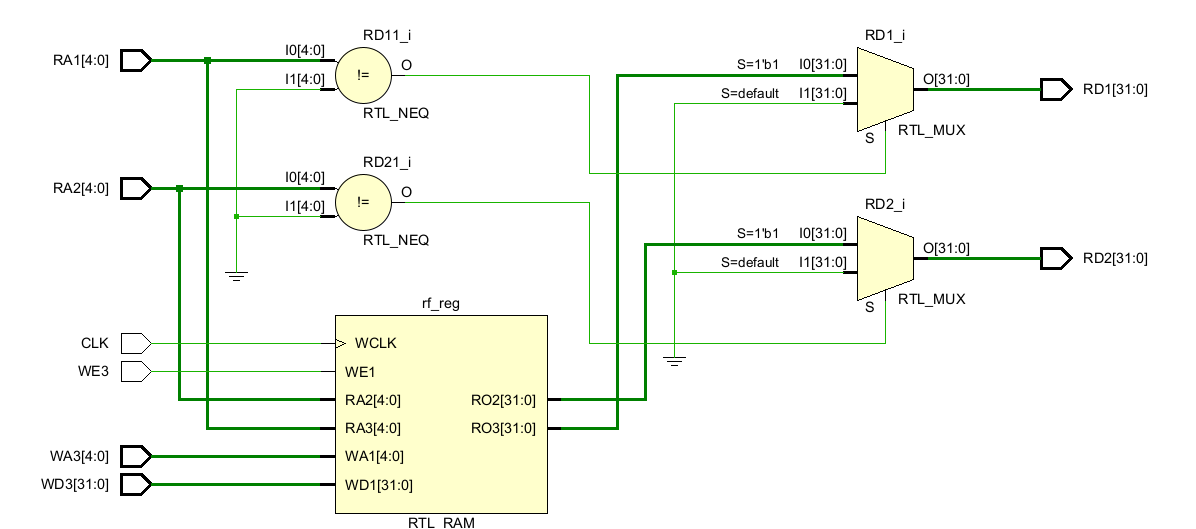 RD11_i
RD1_i
RA1[4:0]
I0[4:0]
!=
O
I1[4:0]
RTL_NEQ
S=1'b1
I0[31:0]
S=default
I1[31:0]
O[31:0]
RD1[31:0]
S
RTL_MUX
RD21_i
RA2[4:0]
I0[4:0]
!=
O
I1[4:0]
RTL_NEQ
RD2_i
S=1'b1
I0[31:0]
S=default
I1[31:0]
O[31:0]
RD2[31:0]
S
RTL_MUX
rf_reg
CLK
WCLK
WE3
WE1
RA2[4:0]
RO2[31:0]
RA3[4:0]
RO3[31:0]
WA3[4:0]
WA1[4:0]
WD3[31:0]
WD1[31:0]
RTL_RAM